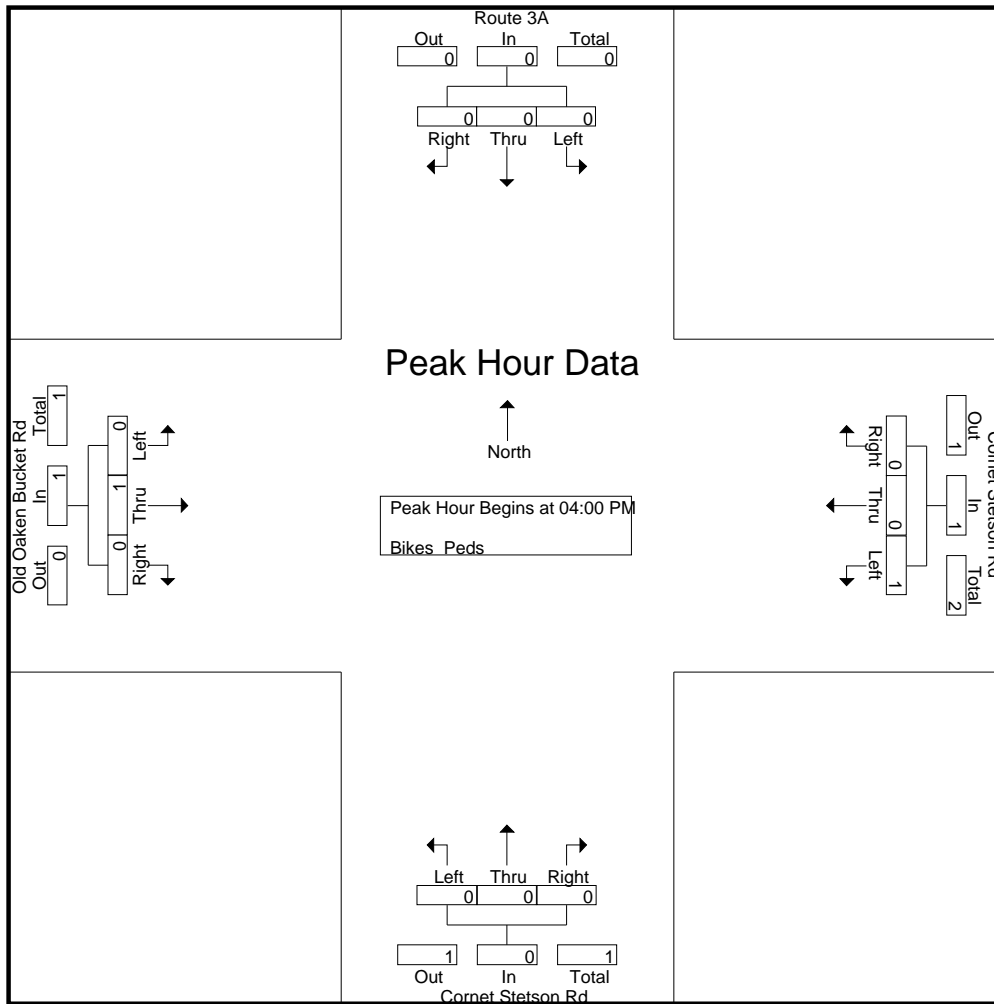 Route 3A
Out In Total
0 0 0
0 0 0
Right Thru Left
Peak Hour Data
North
Peak Hour Begins at 04:00 PM
Bikes Peds
Old Oaken Bucket Rd
Out In Total
0 1 1
0 1 0
Right Thru Left
Cornet Stetson Rd
Out In Total
1 1 2
Right Thru Left
0 0 1
Left Thru Right
0 0 0
1 0 1
Out In Total
Cornet Stetson Rd